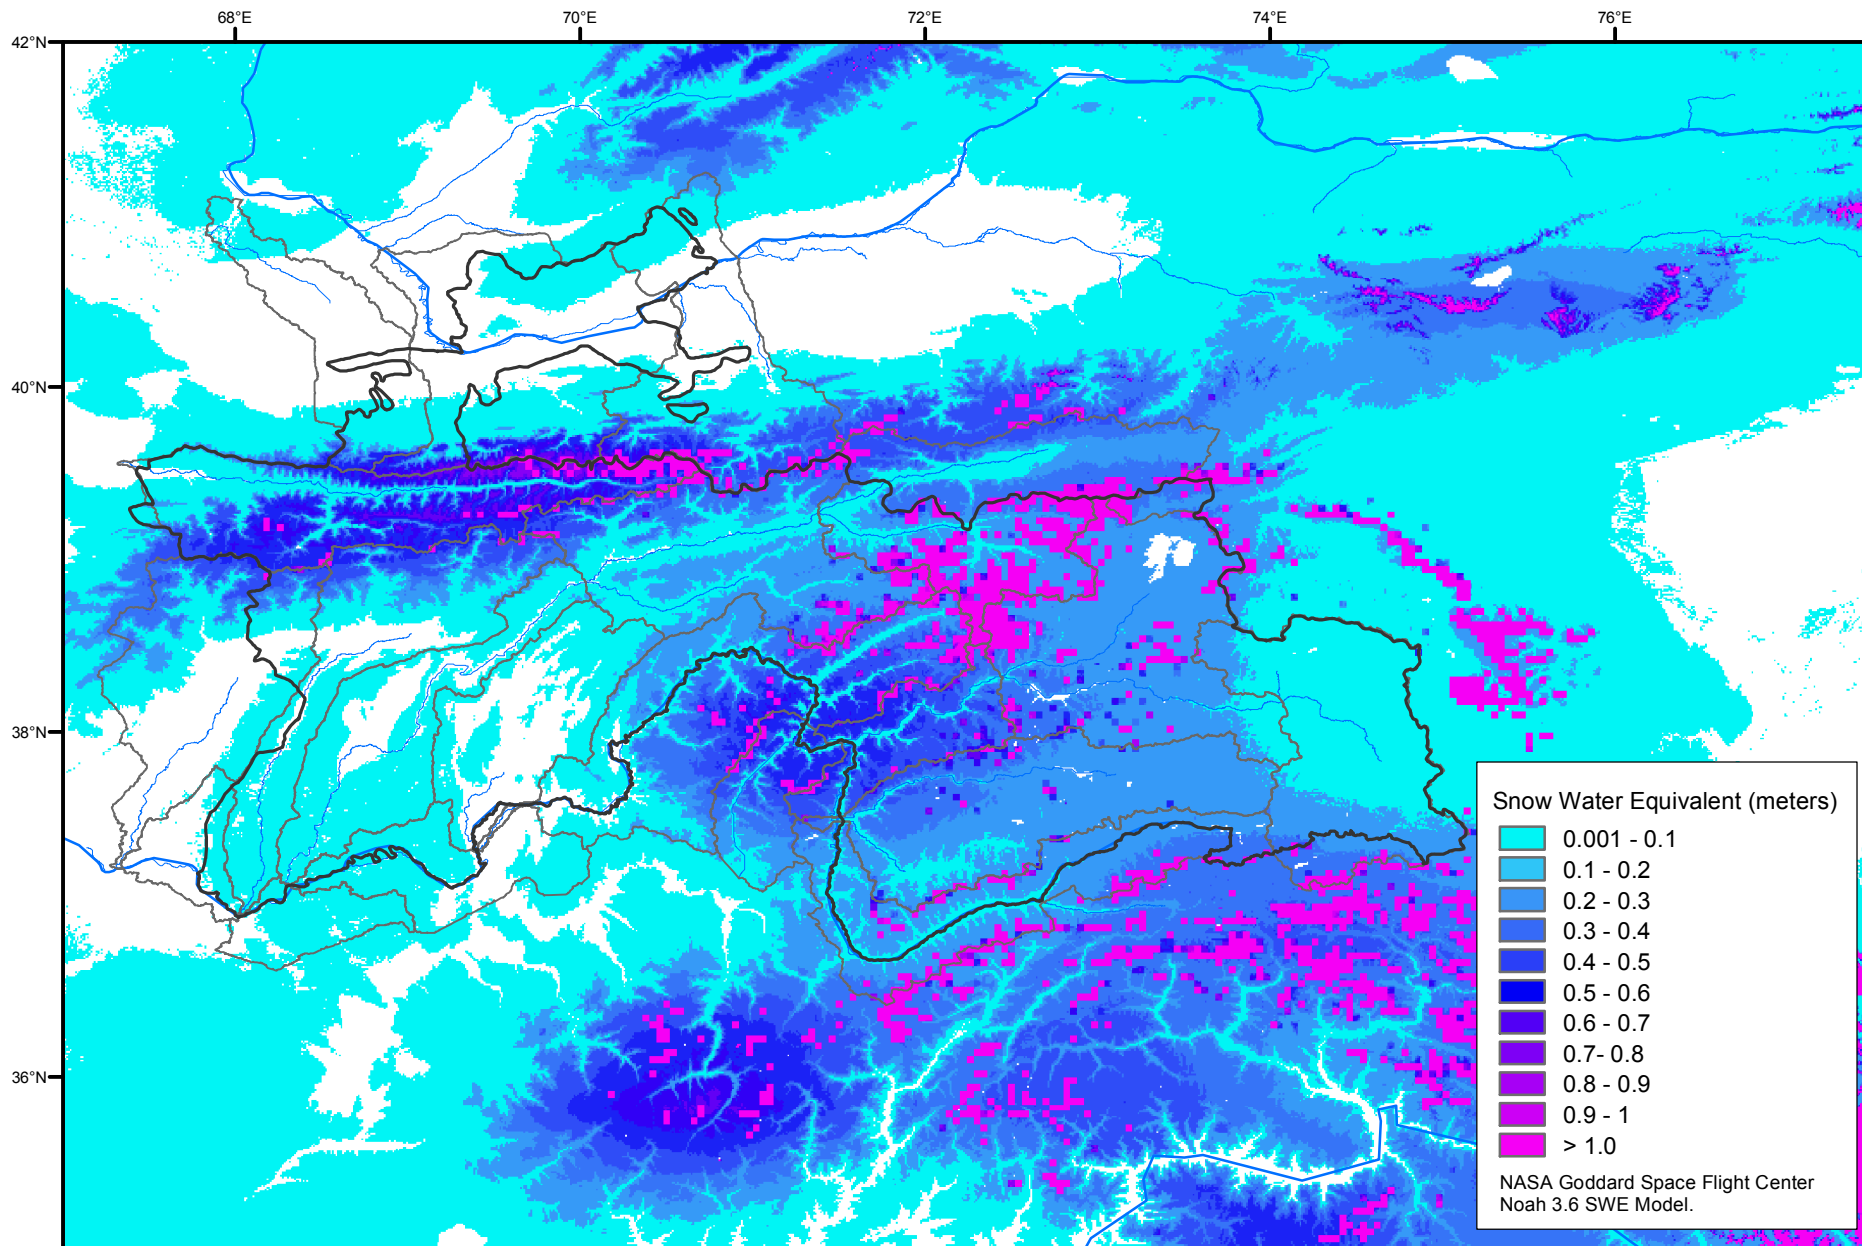 68°E
70°E
72°E
74°E
76°E
42°N
40°N
38°N
36°N
Snow Water Equivalent (meters)
0.001 - 0.1
0.1 - 0.2
0.2 - 0.3
0.3 - 0.4
0.4 - 0.5
0.5 - 0.6
0.6 - 0.7
0.7- 0.8
0.8 - 0.9
0.9 - 1
> 1.0
NASA Goddard Space Flight Center
Noah 3.6 SWE Model.